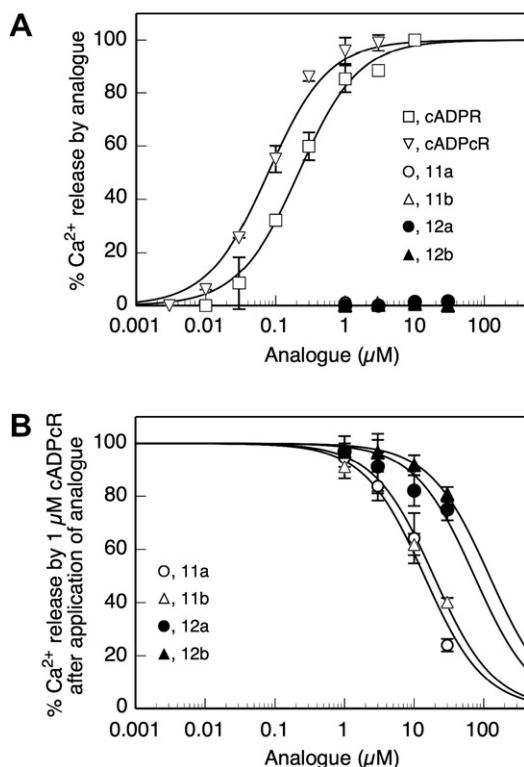 A
% Ca²⁺ release by analogue
100
80
60
40
20
0
, cADPR
, cADPcR
, 11a
, 11b
, 12a
, 12b
0.001 0.01 0.1 1 10 100
Analogue (µM)
B
% Ca²⁺ release by 1 µM cADPcR
after application of analogue
100
80
60
40
20
0
, 11a
, 11b
, 12a
, 12b
0.001 0.01 0.1 1 10 100
Analogue (µM)